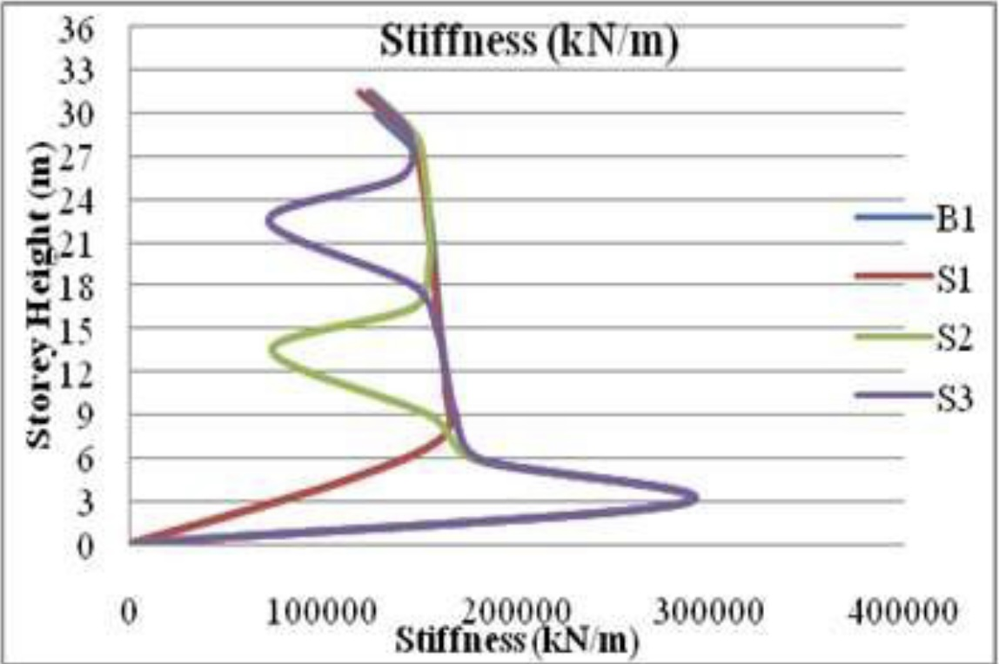 Stiffness (kN/m)
36
33
30
27
24
21
18
15
12
9
6
3
0
Storey Height (m)
B1
S1
S2
S3
0 100000 200000 300000 400000
Stiffness (kN/m)